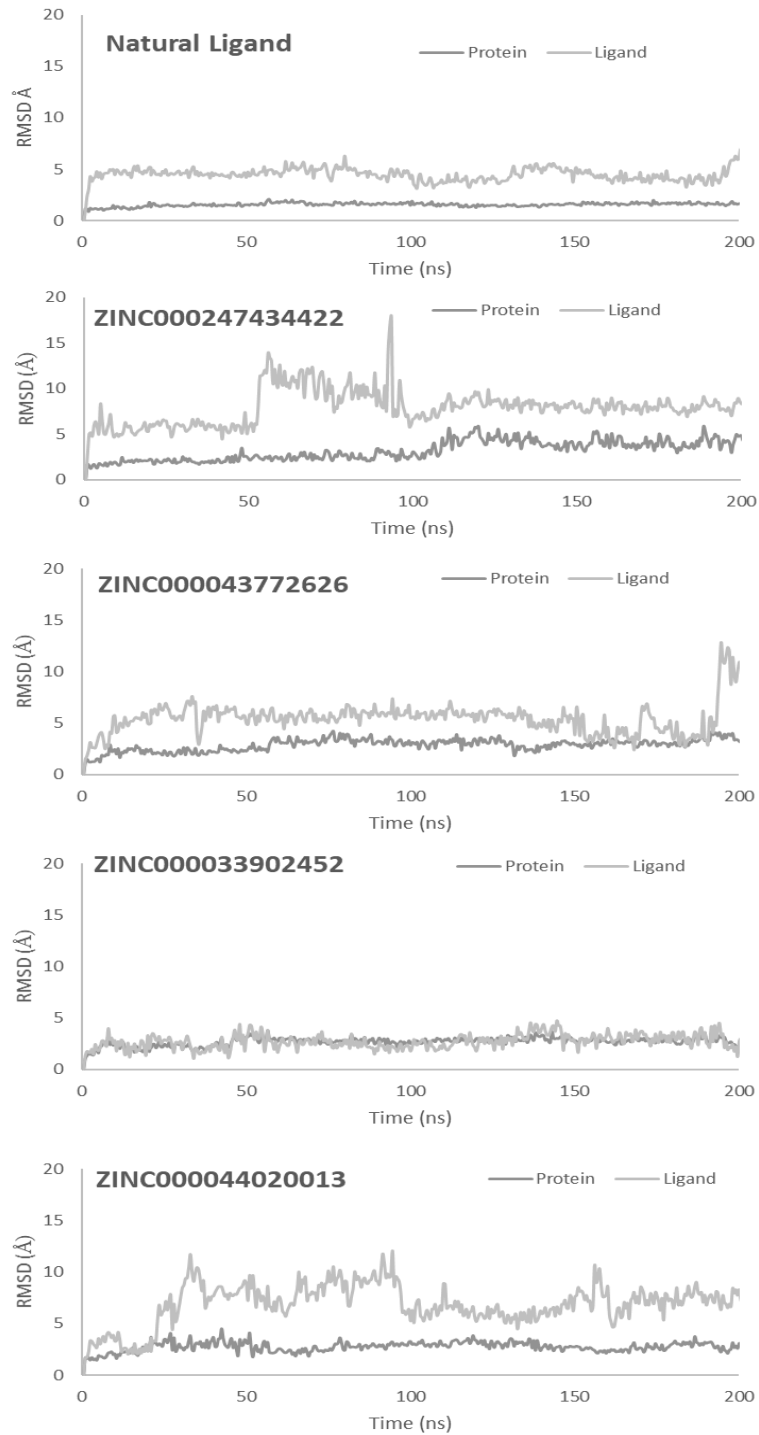 20
Natural Ligand
Protein Ligand
15
RMSD Å
10
5
0
0 50 100 150 200
Time (ns)
20
ZINC000247434422
Protein Ligand
15
RMSD (Å)
10
5
0
0 50 100 150 200
Time (ns)
20
ZINC000043772626
Protein Ligand
15
RMSD (Å)
10
5
0
0 50 100 150 200
Time (ns)
ZINC000033902452
20
Protein Ligand
15
RMSD (Å)
10
5
0
0 50 100 150 200
Time (ns)
20
ZINC000044020013
Protein Ligand
15
RMSD (Å)
10
5
0
0 50 100 150 200
Time (ns)